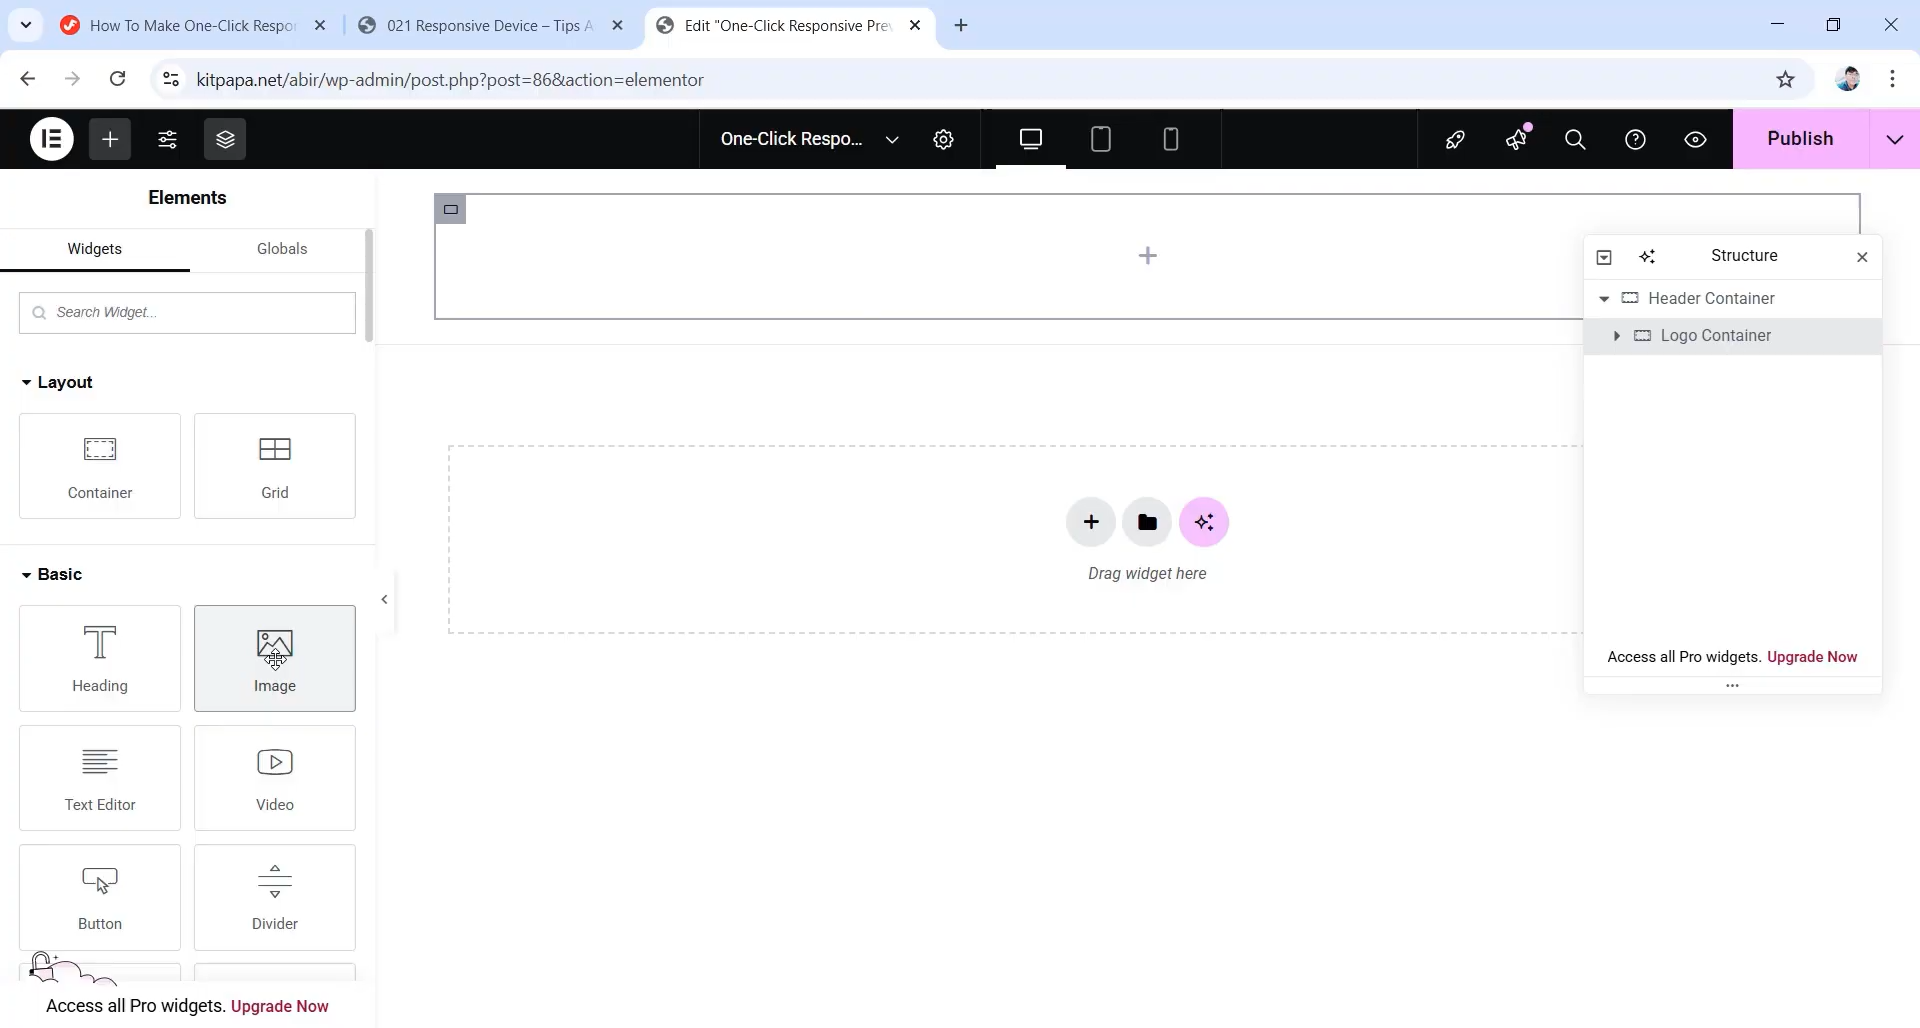 How To Make One-Click Respon
021 Responsive Device – Tips A
Edit "One-Click Responsive Prev
kitpapa.net/abir/wp-admin/post.php?post=86&action=elementor
One-Click Respo...
Publish
Elements
Widgets
Globals
Search Widget...
Layout
Container
Grid
Basic
Heading
Image
Text Editor
Video
Button
Divider
Access all Pro widgets. Upgrade Now
Drag widget here
Structure
Header Container
Logo Container
Access all Pro widgets. Upgrade Now